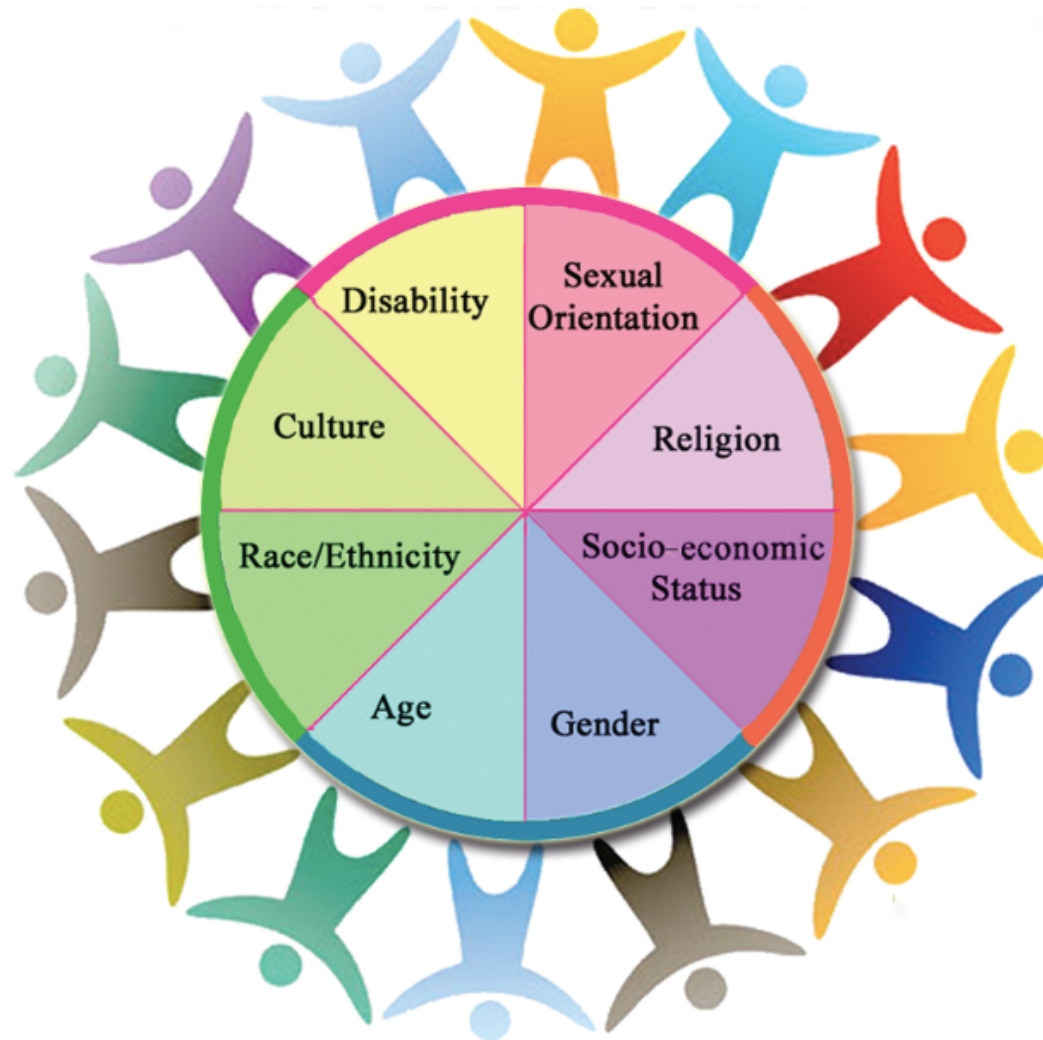 Disability
Sexual
Orientation
Culture
Religion
Race/Ethnicity
Socio-economic
Status
Age
Gender